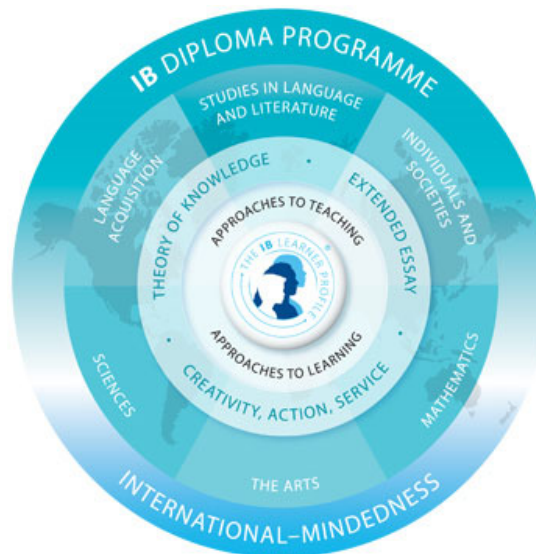 IB DIPLOMA PROGRAMME
STUDIES IN LANGUAGE
AND LITERATURE
LANGUAGE
ACQUISITION
INDIVIDUALS AND
SOCIETIES
THEORY OF KNOWLEDGE
EXTENDED ESSAY
APPROACHES TO TEACHING
THE IB LEARNER PROFILE
®
APPROACHES TO LEARNING
CREATIVITY, ACTION, SERVICE
SCIENCES
MATHEMATICS
THE ARTS
INTERNATIONAL–MINDEDNESS